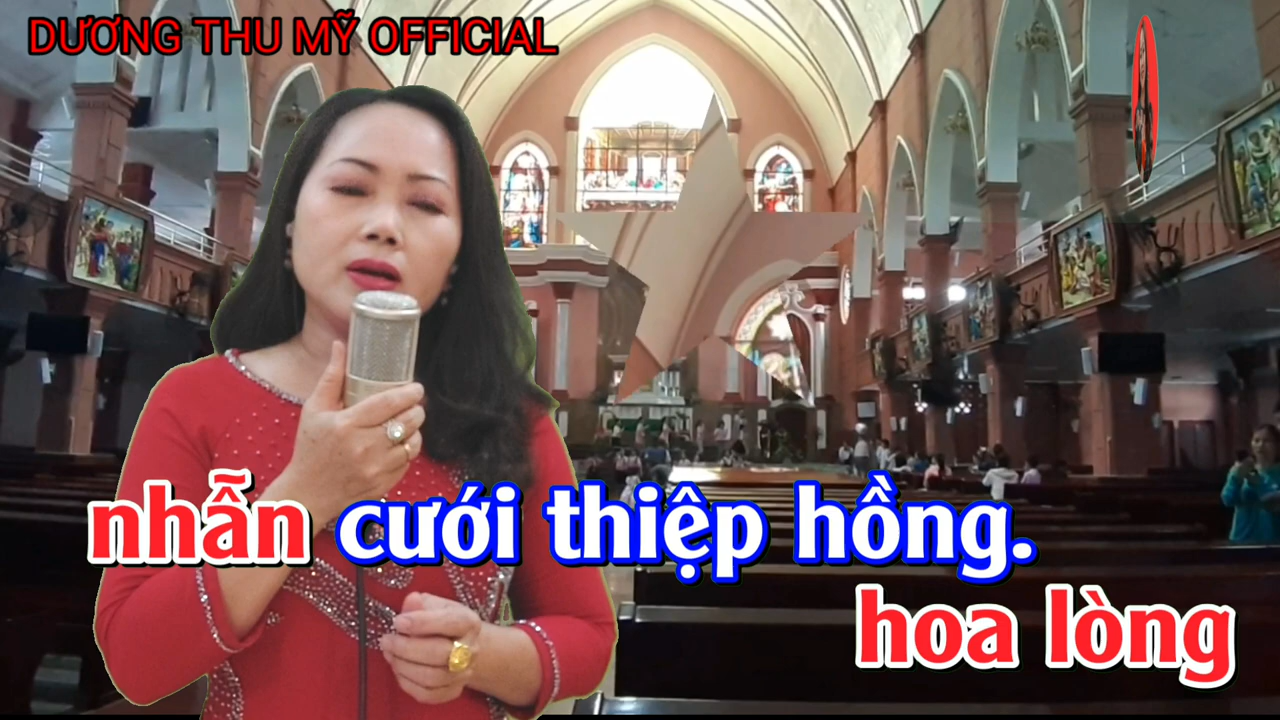 DƯƠNG THU MỸ OFFICIAL
nhẫn cưới thiệp hồng.
hoa lòng